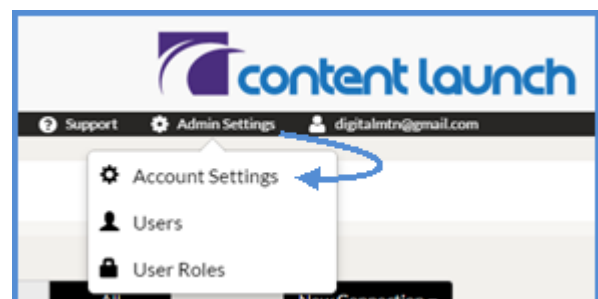 content launch
Support Admin Settings digitalmtn@gmail.com
Account Settings
Users
User Roles
All New Connection